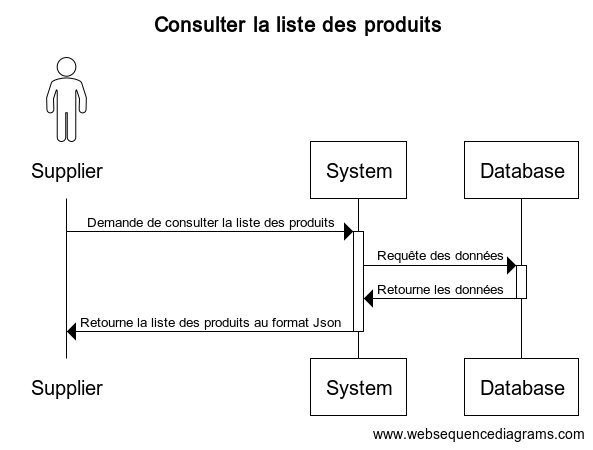 Consulter la liste des produits
Supplier
System
Database
Demande de consulter la liste des produits
Requête des données
Retourne les données
Retourne la liste des produits au format Json
Supplier
System
Database
www.websequencediagrams.com